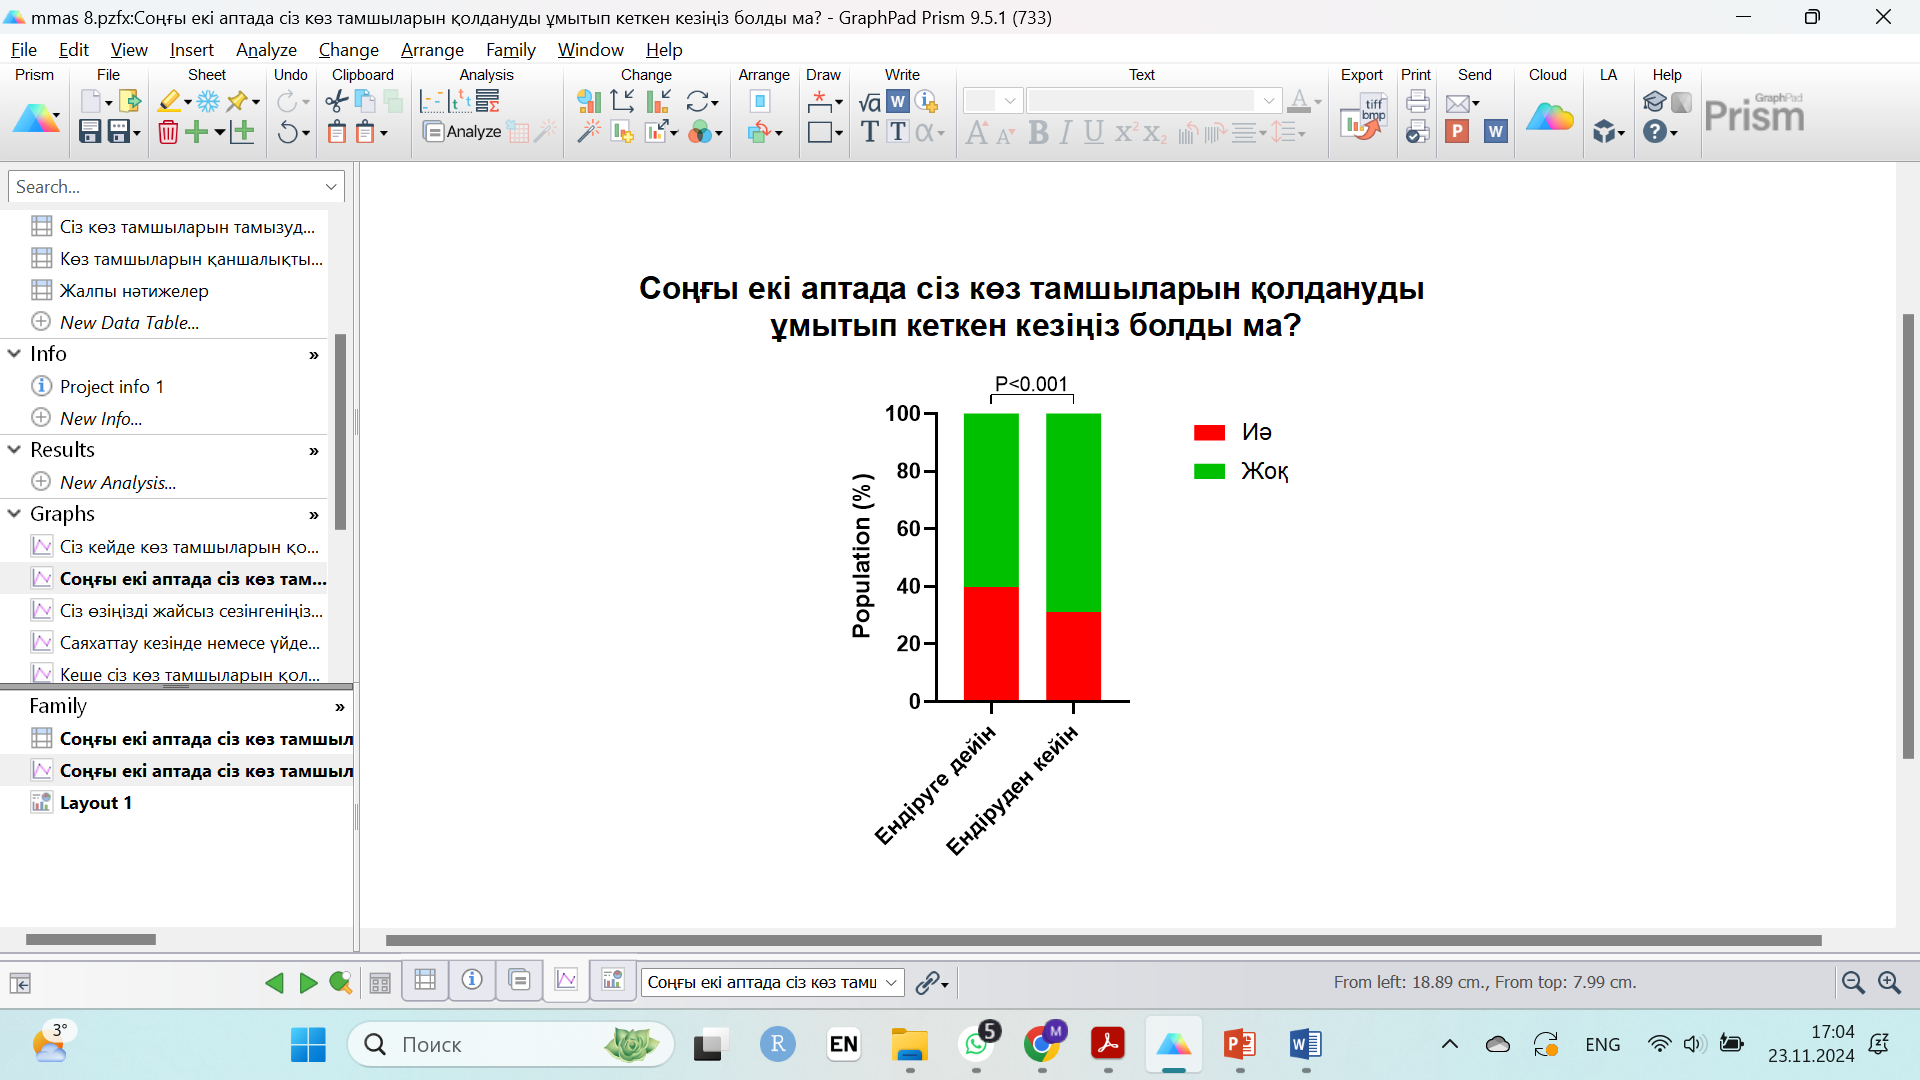 mmas 8.pzfx:Соңғы екі аптада сіз көз тамшыларын қолдануды ұмытып кеткен кезіңіз болды ма? - GraphPad Prism 9.5.1 (733)
File Edit View Insert Analyze Change Arrange Family Window Help
Prism File Sheet Undo Clipboard Analysis Change Arrange Draw Write Text Export Print Send Cloud LA Help
Analyze
tiff
bmp
GraphPad
Prism
Search...
Сіз көз тамшыларын тамызуд...
Көз тамшыларын қаншалықты...
Жалпы нәтижелер
New Data Table...
Info »
Project info 1
New Info...
Results »
New Analysis...
Graphs »
Сіз кейде көз тамшыларын қо...
Соңғы екі аптада сіз көз там...
Сіз өзіңізді жайсыз сезінгеніңіз...
Саяхаттау кезінде немесе үйде...
Кеше сіз көз тамшыларын қол...
Family »
Соңғы екі аптада сіз көз тамшыл
Соңғы екі аптада сіз көз тамшыл
Layout 1
Соңғы екі аптада сіз көз тамшыларын қолдануды
ұмытып кеткен кезіңіз болды ма?
P<0.001
100
80
60
40
20
0
Population (%)
Иә
Жоқ
Ендіруге дейін
Ендіруден кейін
Соңғы екі аптада сіз көз тамш
From left: 18.89 cm., From top: 7.99 cm.
3°
Поиск
R
EN
5
M
ENG
17:04
23.11.2024